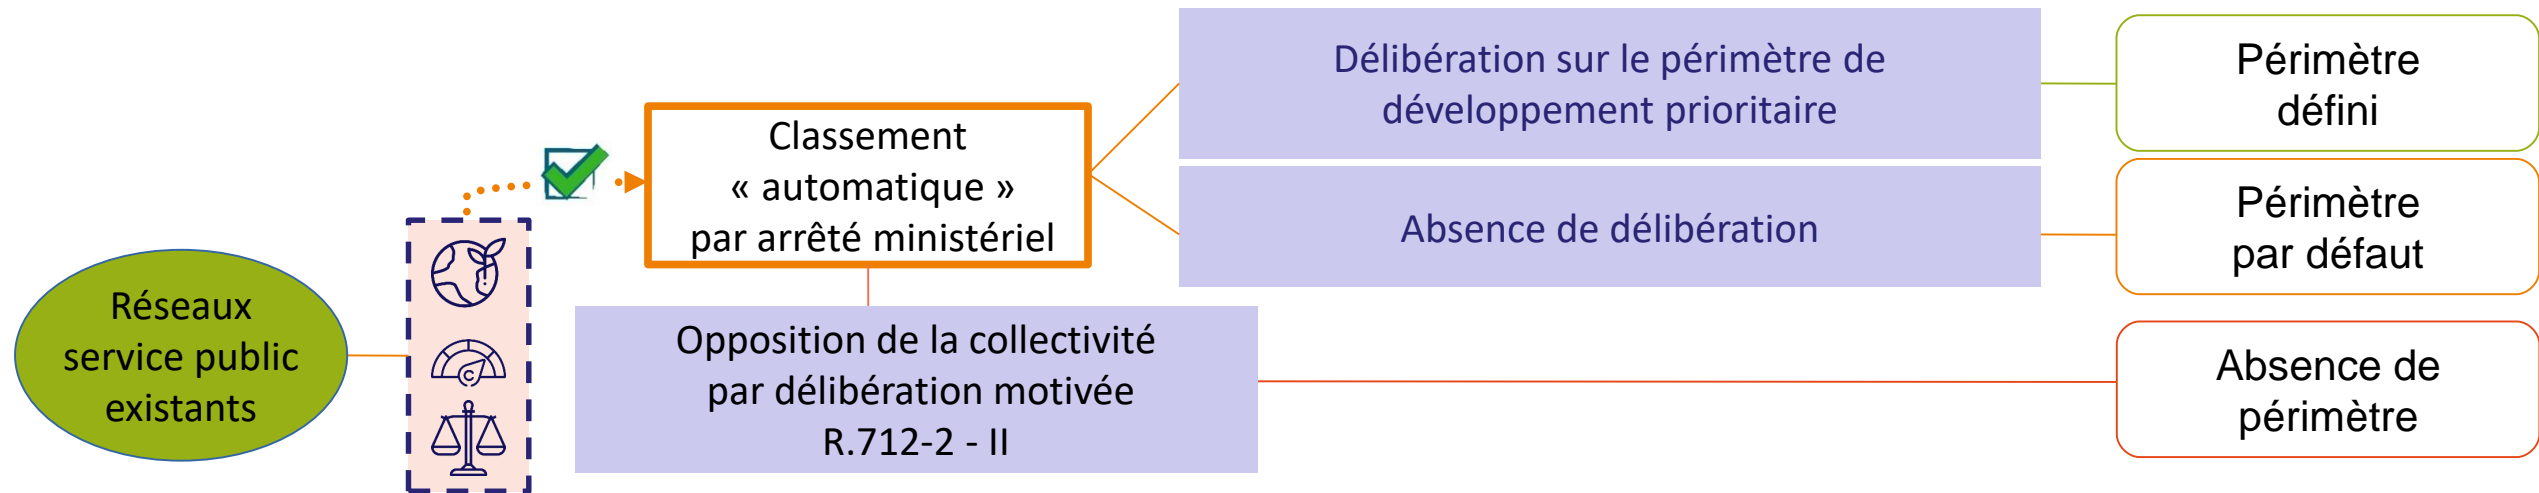 Réseaux
service public
existants
Classement
« automatique »
par arrêté ministériel
Opposition de la collectivité
par délibération motivée
R.712-2 - II
Délibération sur le périmètre de
développement prioritaire
Absence de délibération
Périmètre
défini
Périmètre
par défaut
Absence de
périmètre